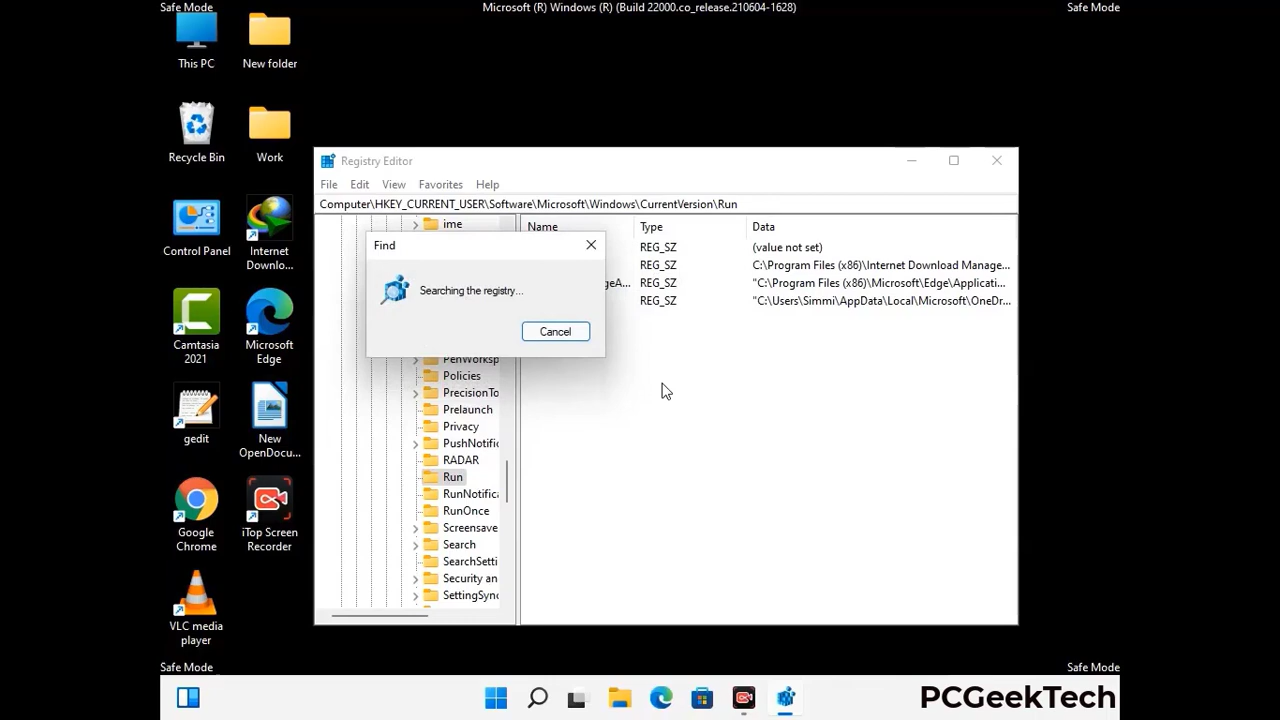 Safe Mode
Microsoft (R) Windows (R) (Build 22000.co_release.210604-1628)
Safe Mode
This PC
New folder
Recycle Bin
Work
Control Panel
Internet
Downlo...
Camtasia
2021
Microsoft
Edge
gedit
New
OpenDocu...
Google
Chrome
iTop Screen
Recorder
VLC media
player
Registry Editor
File Edit View Favorites Help
Computer\HKEY_CURRENT_USER\Software\Microsoft\Windows\CurrentVersion\Run
ime
PenWorksp
Policies
PrecisionTo
Prelaunch
Privacy
PushNotific
RADAR
Run
RunNotifica
RunOnce
Screensave
Search
SearchSetti
Security an
SettingSync
Name Type Data
REG_SZ (value not set)
REG_SZ C:\Program Files (x86)\Internet Download Manage...
geA... REG_SZ "C:\Program Files (x86)\Microsoft\Edge\Applicati...
REG_SZ "C:\Users\Simmi\AppData\Local\Microsoft\OneDr...
Find
Searching the registry...
Cancel
Safe Mode
Safe Mode
PCGeekTech